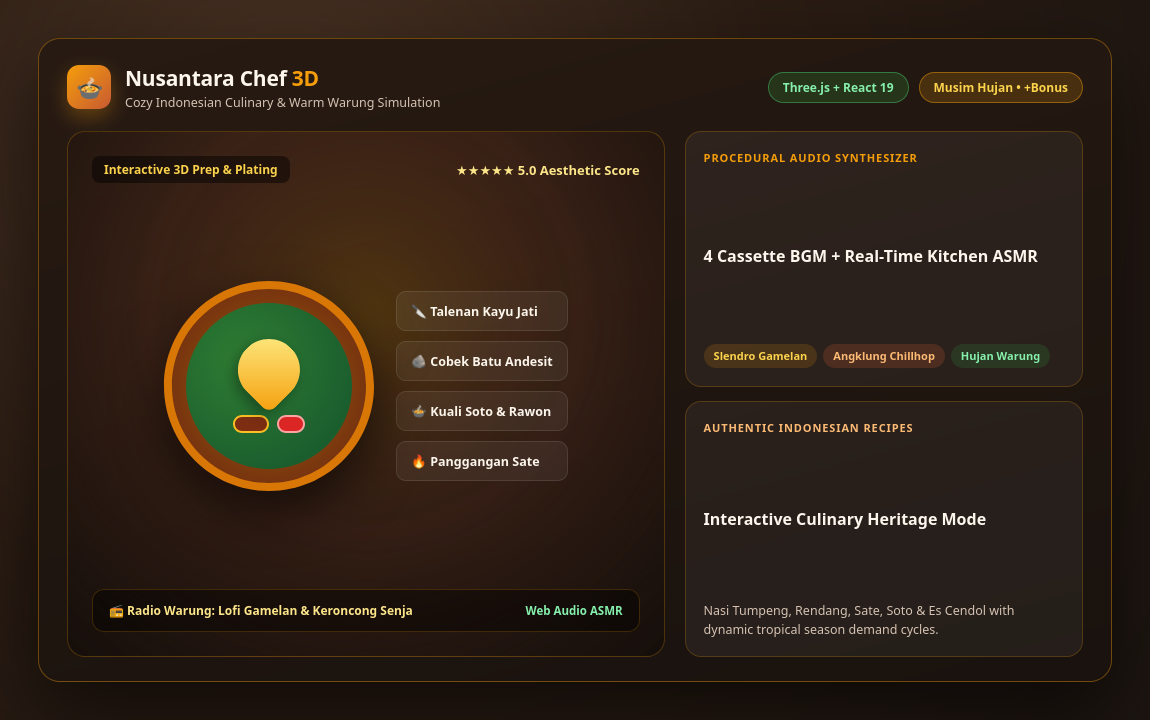 Nusantara Chef 3D
Cozy Indonesian Culinary & Warm Warung Simulation
Three.js + React 19
Musim Hujan • +Bonus
Interactive 3D Prep & Plating
★★★★★ 5.0 Aesthetic Score
🔪 Talenan Kayu Jati
🪨 Cobek Batu Andesit
🍲 Kuali Soto & Rawon
🔥 Panggangan Sate
📻 Radio Warung: Lofi Gamelan & Keroncong Senja
Web Audio ASMR
PROCEDURAL AUDIO SYNTHESIZER
4 Cassette BGM + Real-Time Kitchen ASMR
Slendro Gamelan
Angklung Chillhop
Hujan Warung
AUTHENTIC INDONESIAN RECIPES
Interactive Culinary Heritage Mode
Nasi Tumpeng, Rendang, Sate, Soto & Es Cendol with
dynamic tropical season demand cycles.